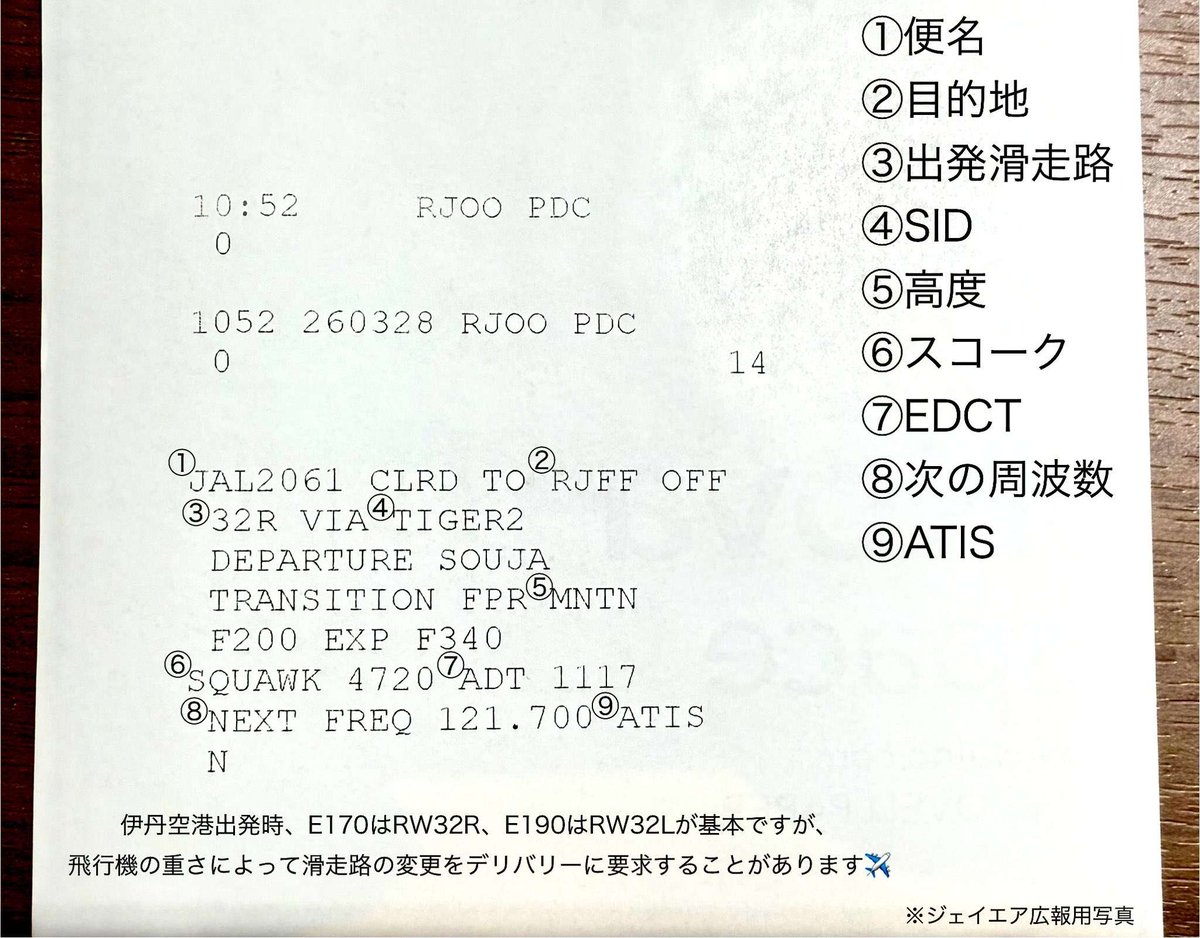 ①便名
②目的地
③出発滑走路
④SID
⑤高度
⑥スコーク
⑦EDCT
⑧次の周波数
⑨ATIS
10:52 RJOO PDC
0
1052 260328 RJOO PDC
0 14
①JAL2061 CLRD TO ②RJFF OFF
③32R VIA ④TIGER2
DEPARTURE SOUJA
TRANSITION FPR ⑤MNTN
F200 EXP F340
⑥SQUAWK 4720 ⑦ADT 1117
⑧NEXT FREQ 121.700 ⑨ATIS
N
伊丹空港出発時、E170はRW32R、E190はRW32Lが基本ですが、
飛行機の重さによって滑走路の変更をデリバリーに要求することがあります✈️
※ジェイエア広報用写真